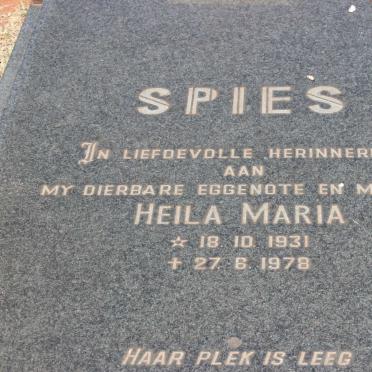 SPIES
IN LIEFDEVOLLE HERINNER
AAN
MY DIERBARE EGGENOTE EN M
HEILA MARIA
☆ 18.10.1931
✝ 27.6.1978
HAAR PLEK IS LEEG